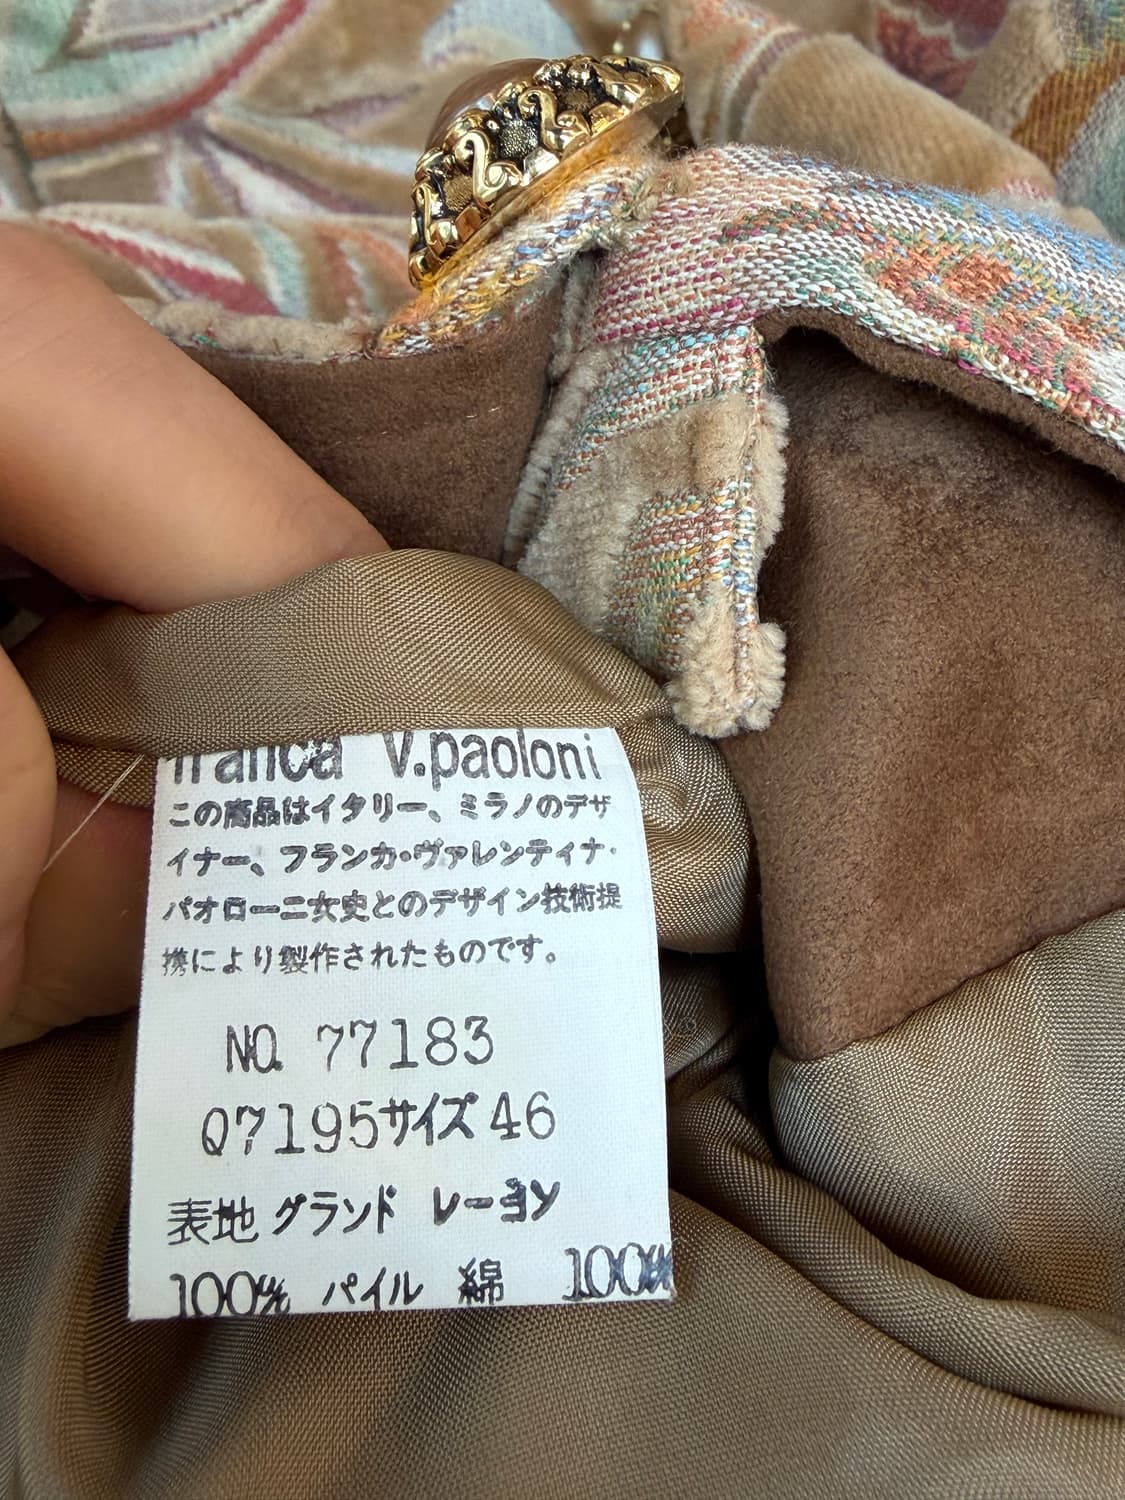 franca V.paoloni
この商品はイタリー、ミラノのデザ
イナー、フランカ・ヴァレンティナ・
パオローニ女史とのデザイン技術提
携により製作されたものです。
NO. 77183
Q7195サイズ46
表地 グランド レーヨン
100% パイル 綿 100%